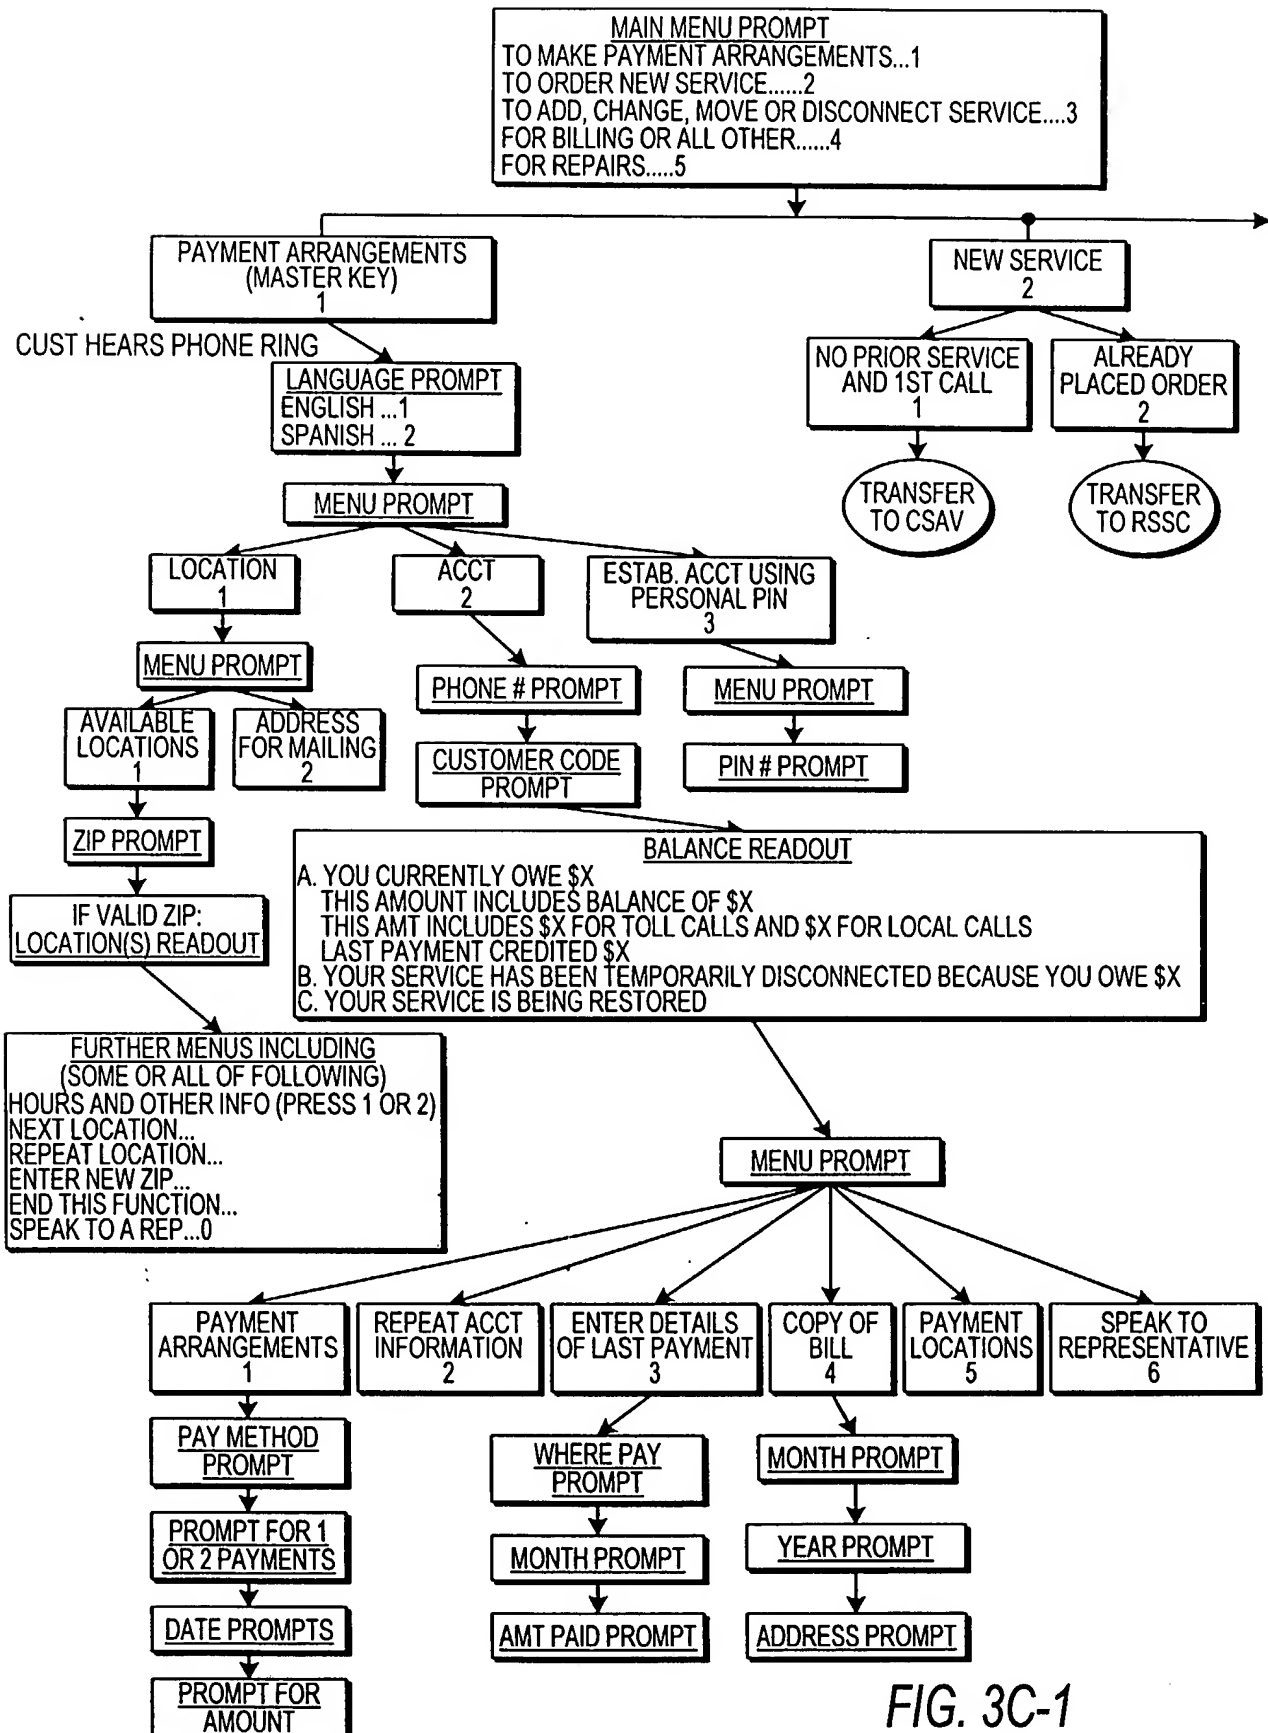 MAIN MENU PROMPT
TO MAKE PAYMENT ARRANGEMENTS...1
TO ORDER NEW SERVICE......2
TO ADD, CHANGE, MOVE OR DISCONNECT SERVICE....3
FOR BILLING OR ALL OTHER......4
FOR REPAIRS.....5
PAYMENT ARRANGEMENTS
(MASTER KEY)
1
NEW SERVICE
2
CUST HEARS PHONE RING
LANGUAGE PROMPT
ENGLISH ...1
SPANISH ... 2
NO PRIOR SERVICE
AND 1ST CALL
1
ALREADY
PLACED ORDER
2
MENU PROMPT
TRANSFER
TO CSAV
TRANSFER
TO RSSC
LOCATION
1
ACCT
2
ESTAB. ACCT USING
PERSONAL PIN
3
MENU PROMPT
PHONE # PROMPT
MENU PROMPT
AVAILABLE
LOCATIONS
1
ADDRESS
FOR MAILING
2
CUSTOMER CODE
PROMPT
PIN # PROMPT
ZIP PROMPT
IF VALID ZIP:
LOCATION(S) READOUT
BALANCE READOUT
A. YOU CURRENTLY OWE $X
THIS AMOUNT INCLUDES BALANCE OF $X
THIS AMT INCLUDES $X FOR TOLL CALLS AND $X FOR LOCAL CALLS
LAST PAYMENT CREDITED $X
B. YOUR SERVICE HAS BEEN TEMPORARILY DISCONNECTED BECAUSE YOU OWE $X
C. YOUR SERVICE IS BEING RESTORED
FURTHER MENUS INCLUDING
(SOME OR ALL OF FOLLOWING)
HOURS AND OTHER INFO (PRESS 1 OR 2)
NEXT LOCATION...
REPEAT LOCATION...
ENTER NEW ZIP...
END THIS FUNCTION...
SPEAK TO A REP...0
MENU PROMPT
PAYMENT
ARRANGEMENTS
1
REPEAT ACCT
INFORMATION
2
ENTER DETAILS
OF LAST PAYMENT
3
COPY OF
BILL
4
PAYMENT
LOCATIONS
5
SPEAK TO
REPRESENTATIVE
6
PAY METHOD
PROMPT
WHERE PAY
PROMPT
MONTH PROMPT
PROMPT FOR 1
OR 2 PAYMENTS
MONTH PROMPT
YEAR PROMPT
DATE PROMPTS
AMT PAID PROMPT
ADDRESS PROMPT
PROMPT FOR
AMOUNT
FIG. 3C-1